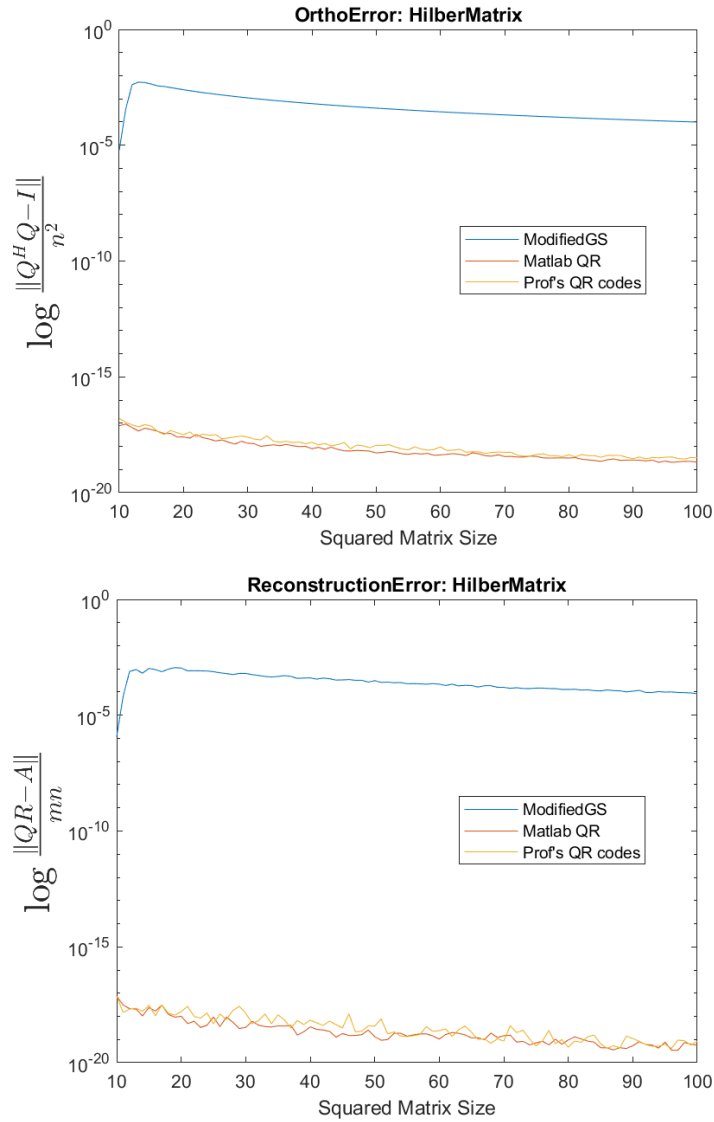 OrthoError: HilberMatrix
10^0
10^-5
10^-10
10^-15
10^-20
log ||Q^H Q−I|| / n^2
ModifiedGS
Matlab QR
Prof's QR codes
10 20 30 40 50 60 70 80 90 100
Squared Matrix Size
ReconstructionError: HilberMatrix
10^0
10^-5
10^-10
10^-15
10^-20
log ||QR−A|| / mn
ModifiedGS
Matlab QR
Prof's QR codes
10 20 30 40 50 60 70 80 90 100
Squared Matrix Size